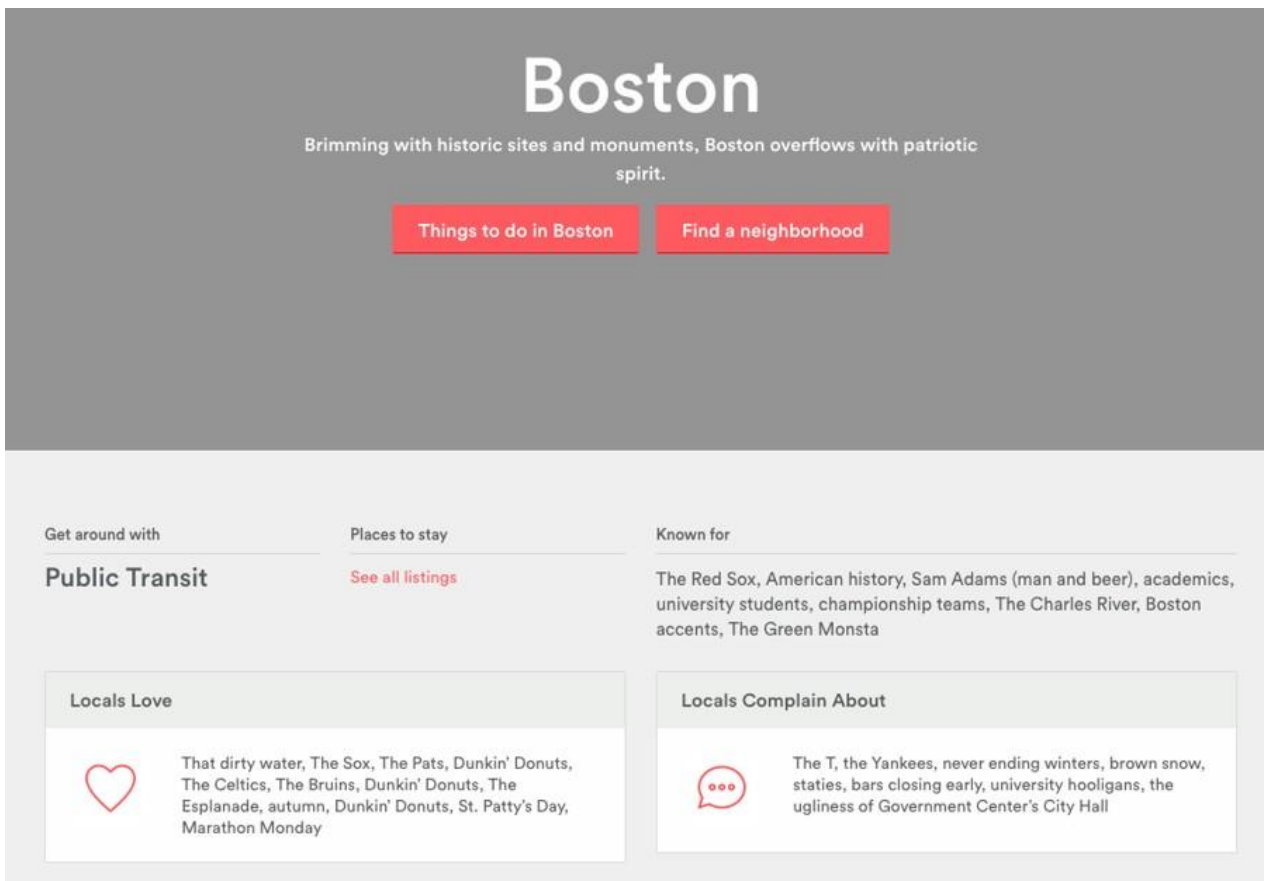 Boston
Brimming with historic sites and monuments, Boston overflows with patriotic
spirit.
Things to do in Boston
Find a neighborhood
Get around with
Public Transit
Places to stay
See all listings
Known for
The Red Sox, American history, Sam Adams (man and beer), academics,
university students, championship teams, The Charles River, Boston
accents, The Green Monsta
Locals Love
That dirty water, The Sox, The Pats, Dunkin' Donuts,
The Celtics, The Bruins, Dunkin' Donuts, The
Esplanade, autumn, Dunkin' Donuts, St. Patty's Day,
Marathon Monday
Locals Complain About
The T, the Yankees, never ending winters, brown snow,
staties, bars closing early, university hooligans, the
ugliness of Government Center's City Hall